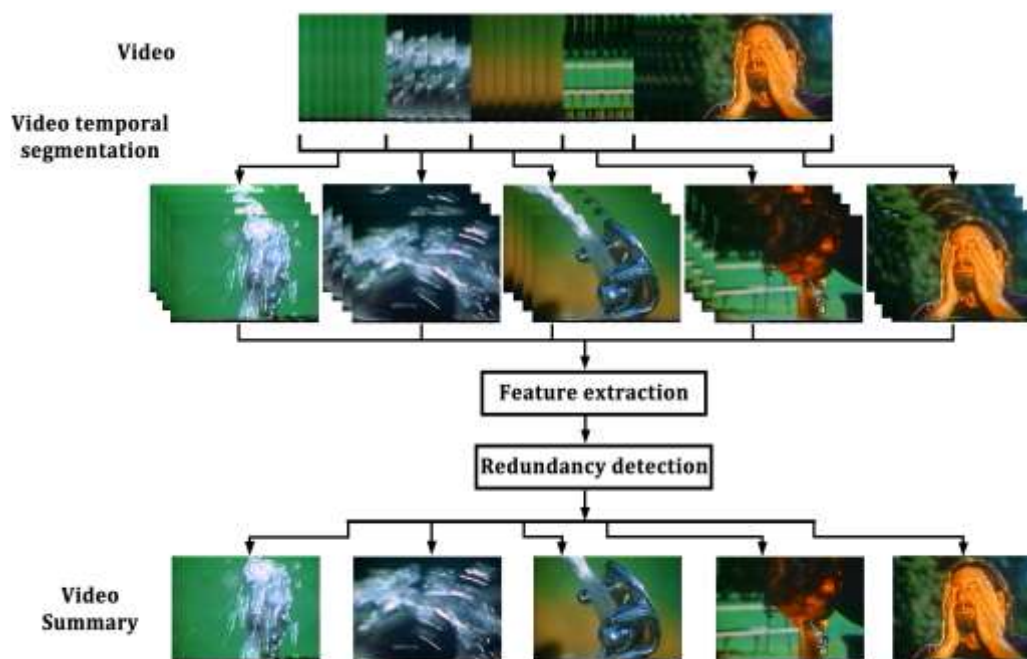 Video
Video temporal
segmentation
Feature extraction
Redundancy detection
Video
Summary